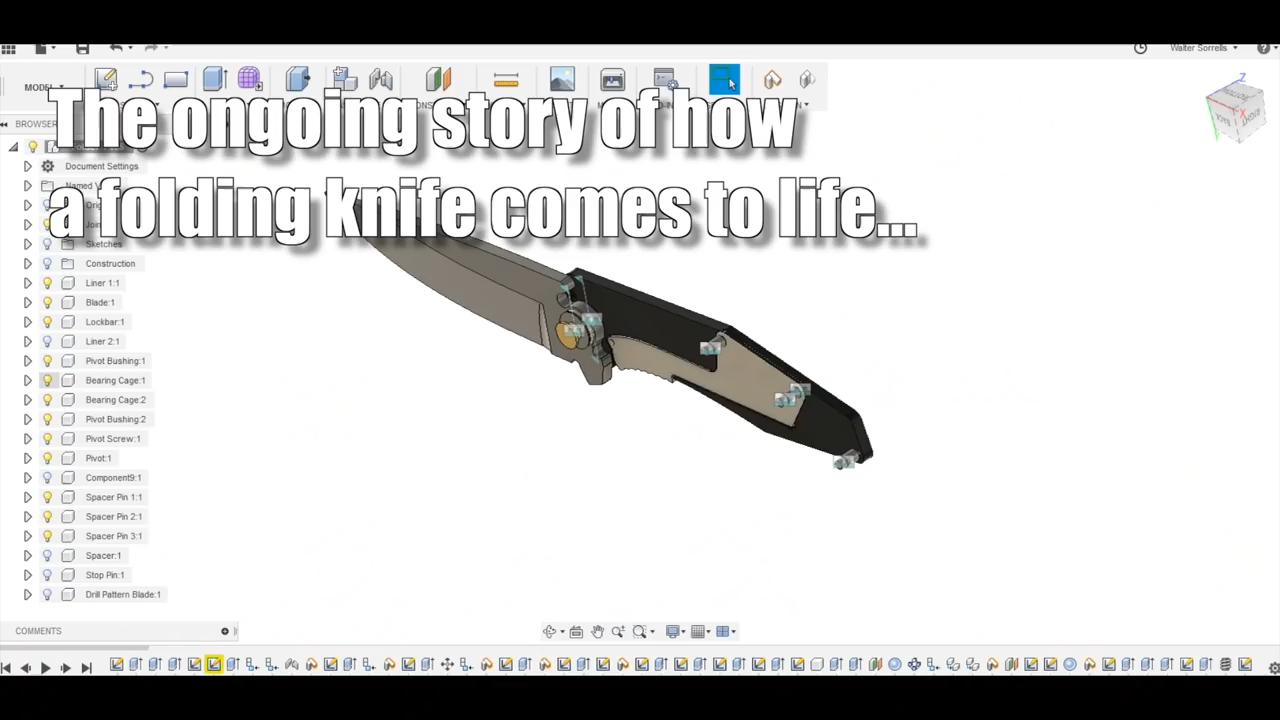 Walter Sorrells
MODEL
The ongoing story of how
a folding knife comes to life...
BROWSER
Document Settings
Named V
Sketches
Construction
Liner 1:1
Blade:1
Lockbar:1
Liner 2:1
Pivot Bushing:1
Bearing Cage:1
Bearing Cage:2
Pivot Bushing:2
Pivot Screw:1
Pivot:1
Component9:1
Spacer Pin 1:1
Spacer Pin 2:1
Spacer Pin 3:1
Spacer:1
Stop Pin:1
Drill Pattern Blade:1
COMMENTS
Z
X